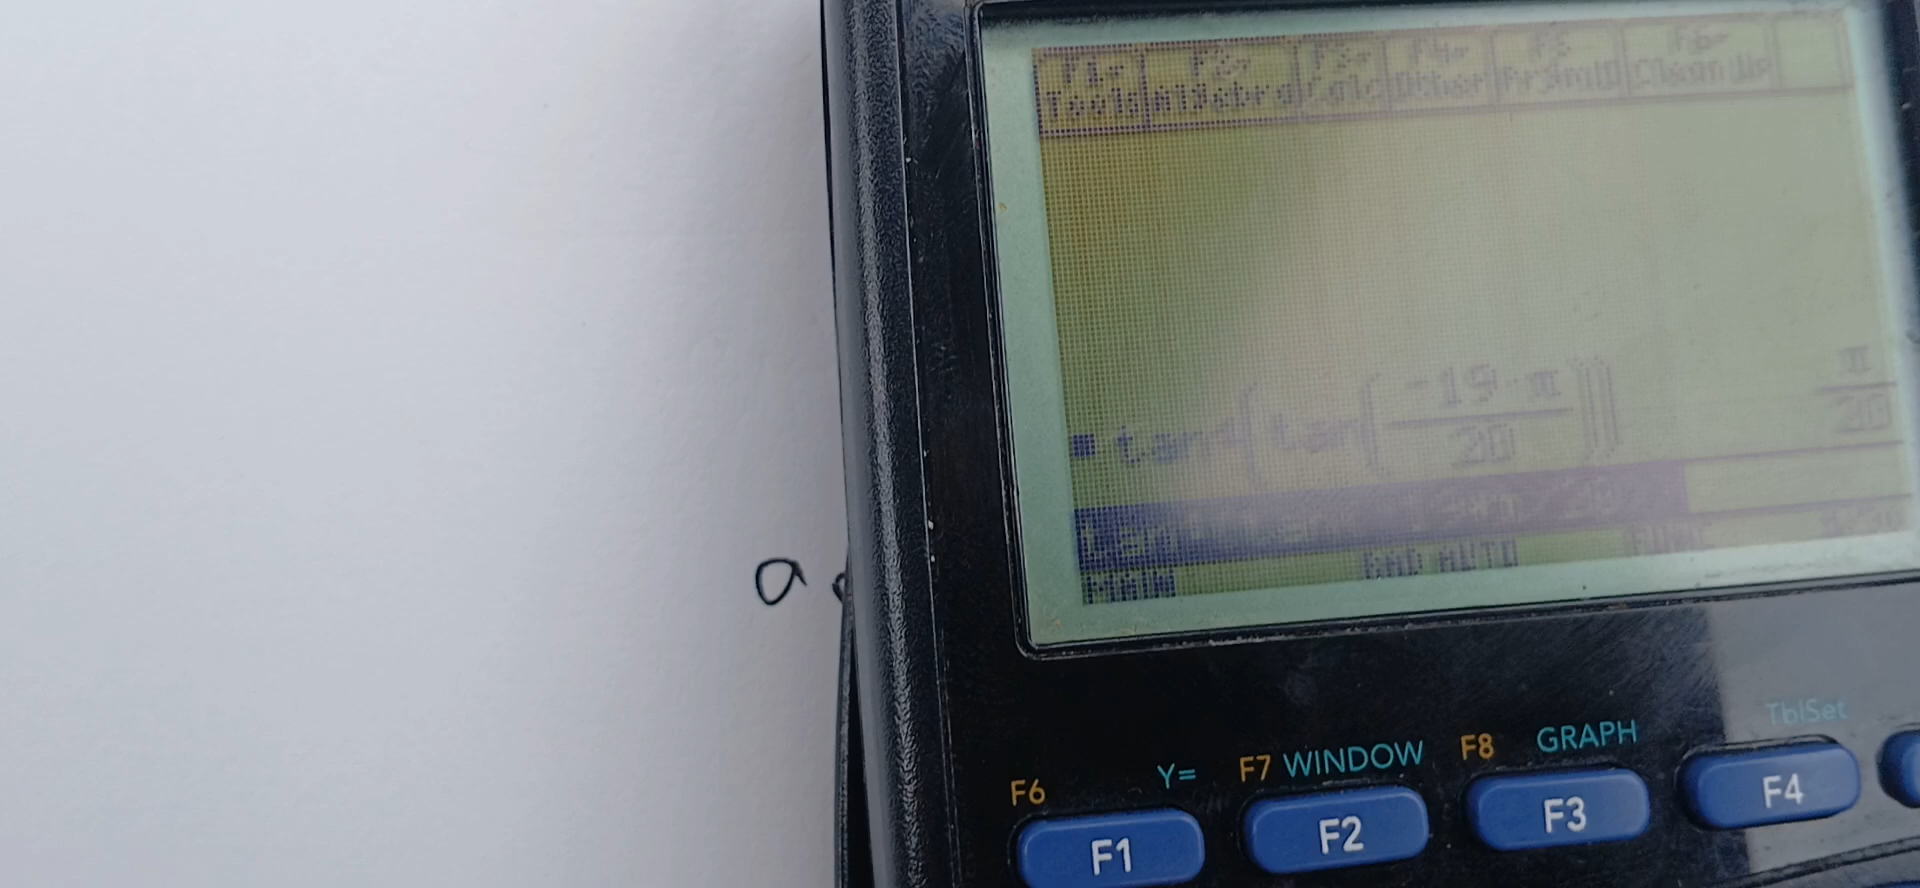 F1▾ F2▾ F3▾ F4▾ F5 F6▾
Tools Algebra Calc Other PrgmIO Clean Up
▪ tan⁻¹(tan(-19·π/20)) π/20
MAIN RAD AUTO FUNC
a
F6 Y= F7 WINDOW F8 GRAPH TblSet
F1 F2 F3 F4